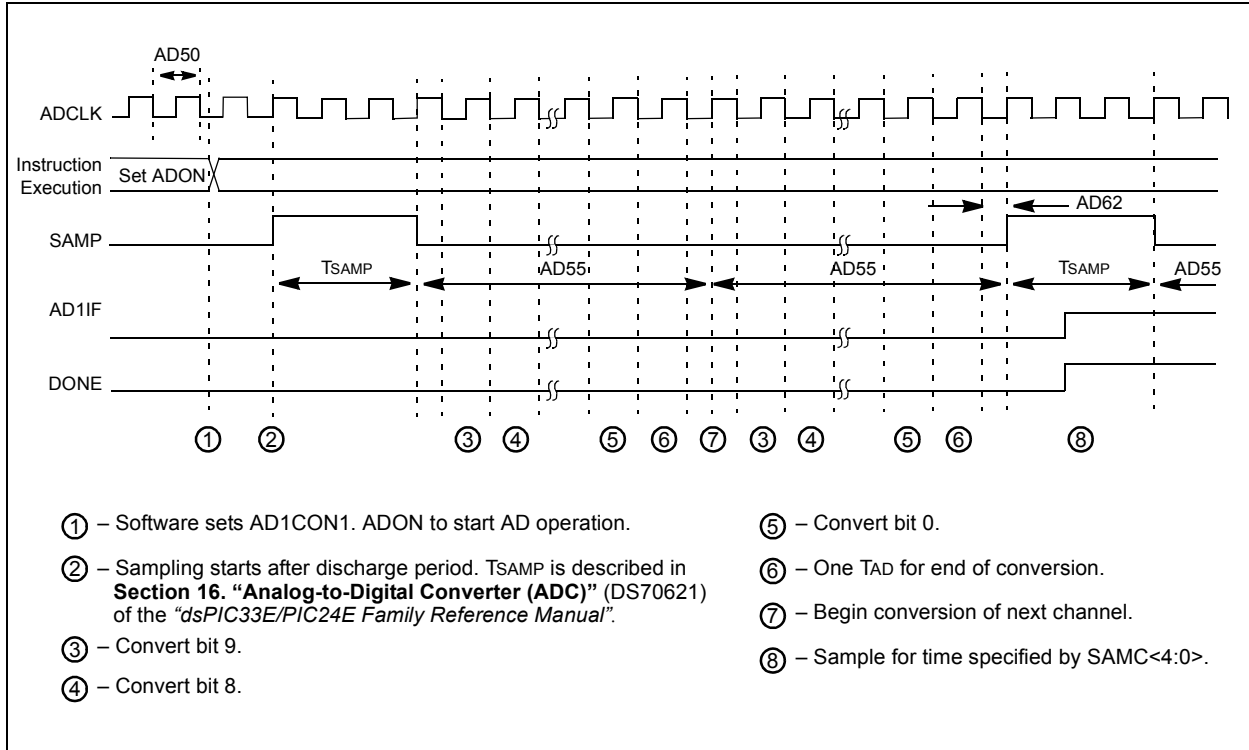 AD50
ADCLK
Instruction
Execution
Set ADON
AD62
SAMP
TSAMP
AD55
AD55
TSAMP
AD55
AD1IF
DONE
1 2 3 4 5 6 7 3 4 5 6 8
1 – Software sets AD1CON1. ADON to start AD operation.
2 – Sampling starts after discharge period. TSAMP is described in
Section 16. “Analog-to-Digital Converter (ADC)” (DS70621)
of the “dsPIC33E/PIC24E Family Reference Manual”.
3 – Convert bit 9.
4 – Convert bit 8.
5 – Convert bit 0.
6 – One TAD for end of conversion.
7 – Begin conversion of next channel.
8 – Sample for time specified by SAMC<4:0>.